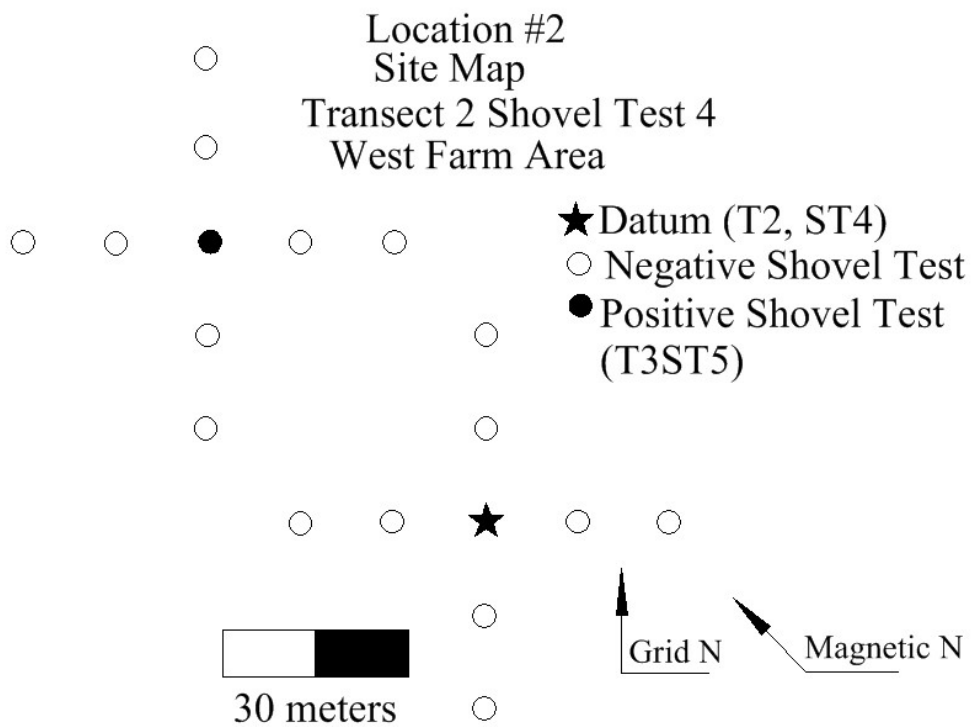 Location #2
Site Map
Transect 2 Shovel Test 4
West Farm Area
Datum (T2, ST4)
Negative Shovel Test
Positive Shovel Test
(T3ST5)
Grid N
Magnetic N
30 meters